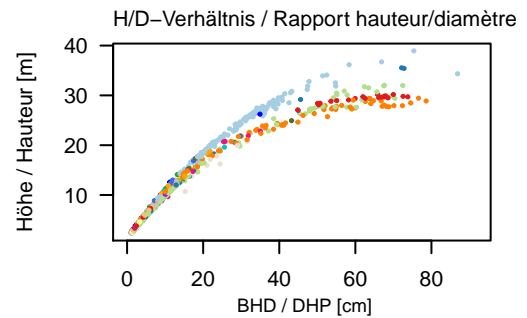 H/D−Verhältnis / Rapport hauteur/diamètre
Höhe / Hauteur [m]
40
30
20
10
0 20 40 60 80
BHD / DHP [cm]